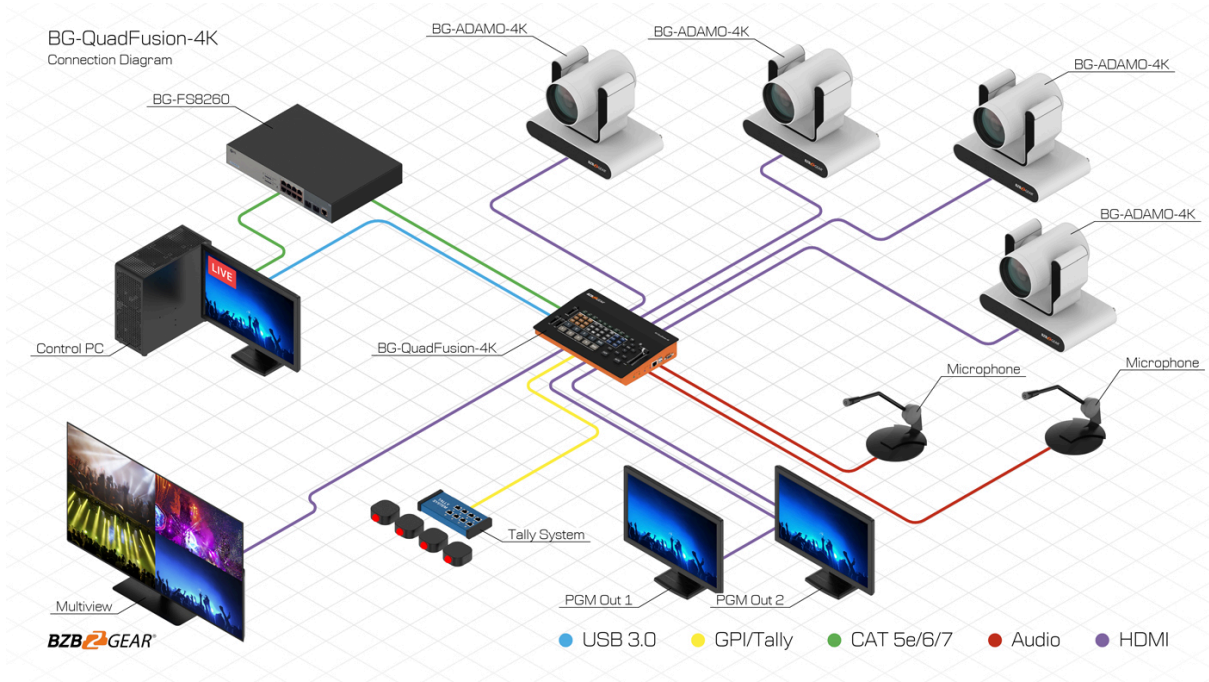 BG-QuadFusion-4K
Connection Diagram
BG-ADAMO-4K
BG-ADAMO-4K
BG-ADAMO-4K
BG-FS8260
BG-ADAMO-4K
LIVE
Control PC
BG-QuadFusion-4K
Microphone
Microphone
Tally System
Multiview
PGM Out 1
PGM Out 2
BZB2GEAR®
USB 3.0
GPI/Tally
CAT 5e/6/7
Audio
HDMI